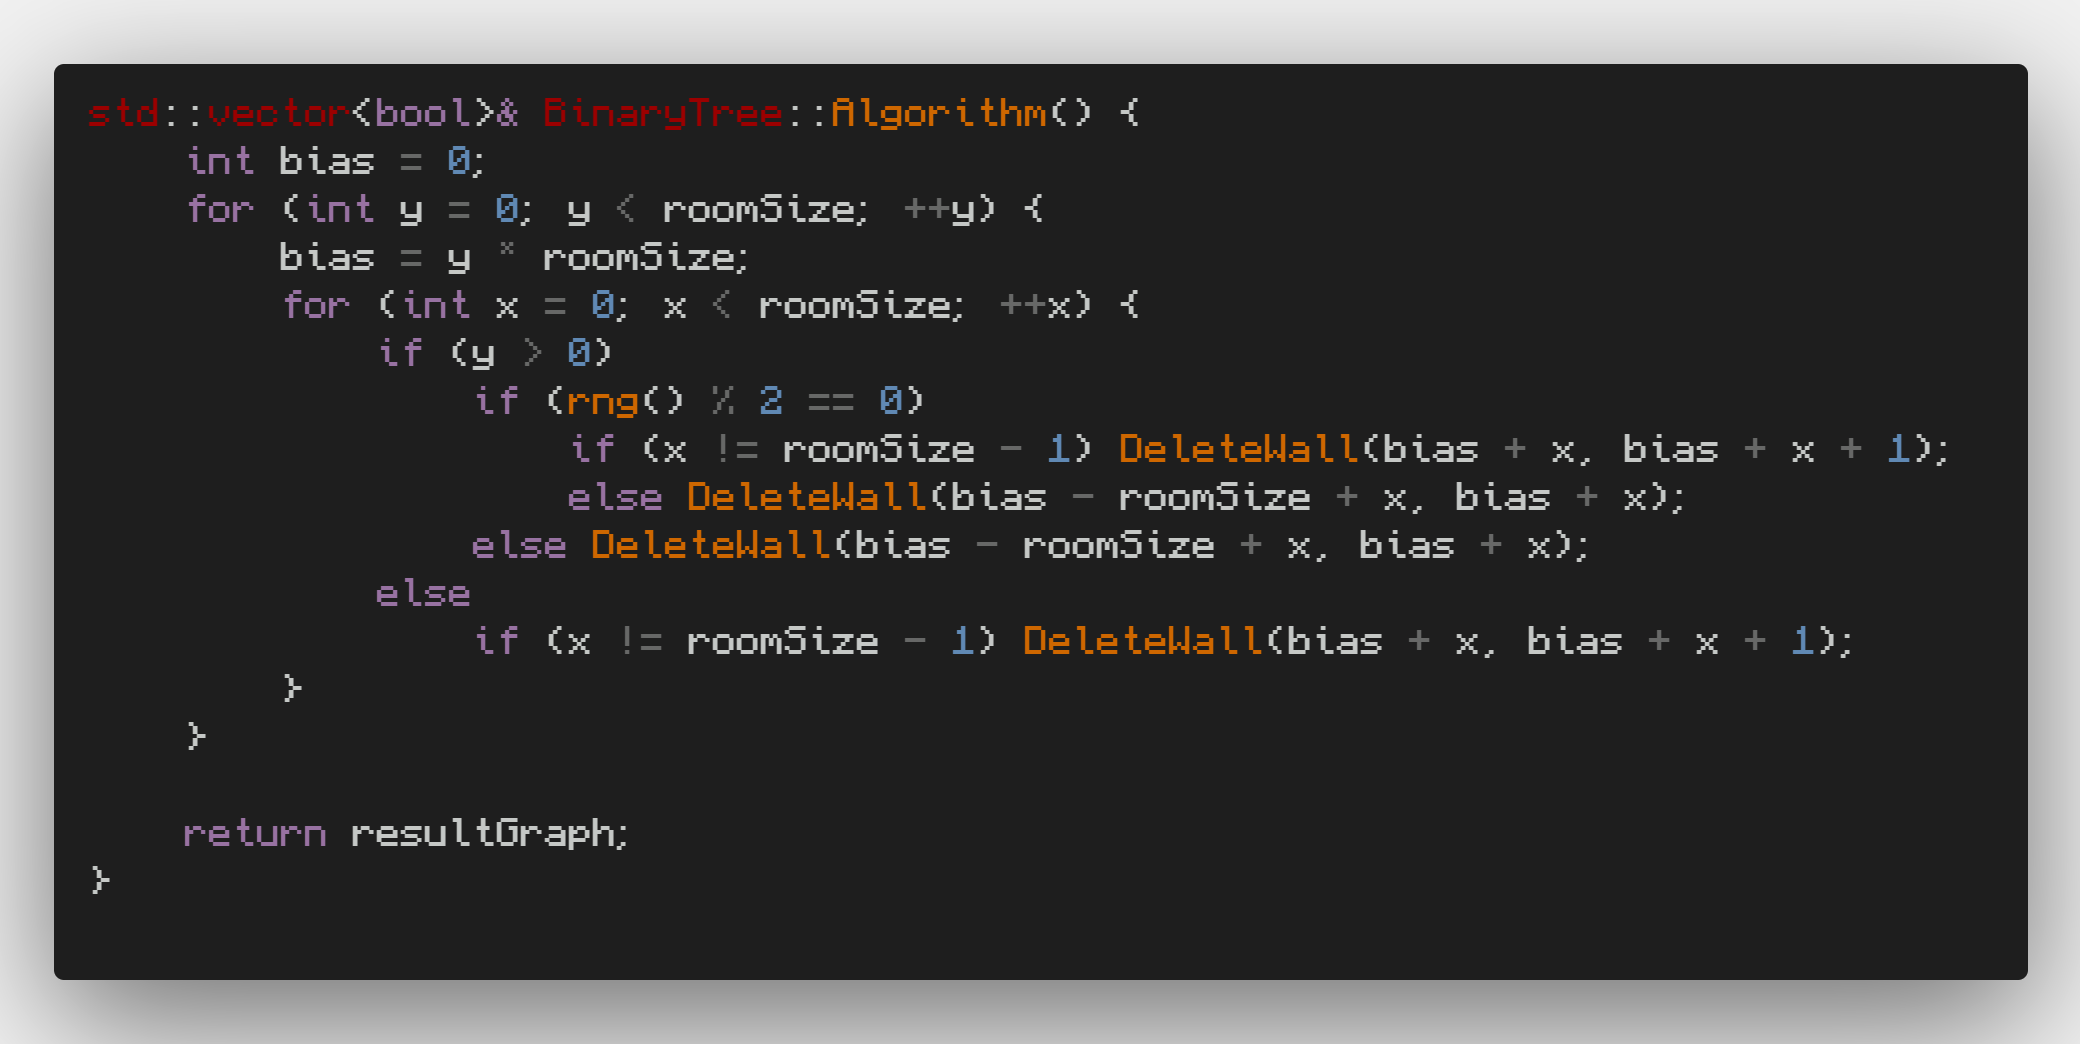 std::vector<bool>& BinaryTree::Algorithm() {
    int bias = 0;
    for (int y = 0; y < roomSize; ++y) {
        bias = y * roomSize;
        for (int x = 0; x < roomSize; ++x) {
            if (y > 0)
                if (rng() % 2 == 0)
                    if (x != roomSize - 1) DeleteWall(bias + x, bias + x + 1);
                    else DeleteWall(bias - roomSize + x, bias + x);
                else DeleteWall(bias - roomSize + x, bias + x);
            else
                if (x != roomSize - 1) DeleteWall(bias + x, bias + x + 1);
        }
    }

    return resultGraph;
}